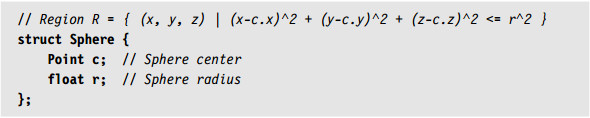 // Region R = { (x, y, z) | (x-c.x)^2 + (y-c.y)^2 + (z-c.z)^2 <= r^2 }
struct Sphere {
    Point c;  // Sphere center
    float r;  // Sphere radius
};